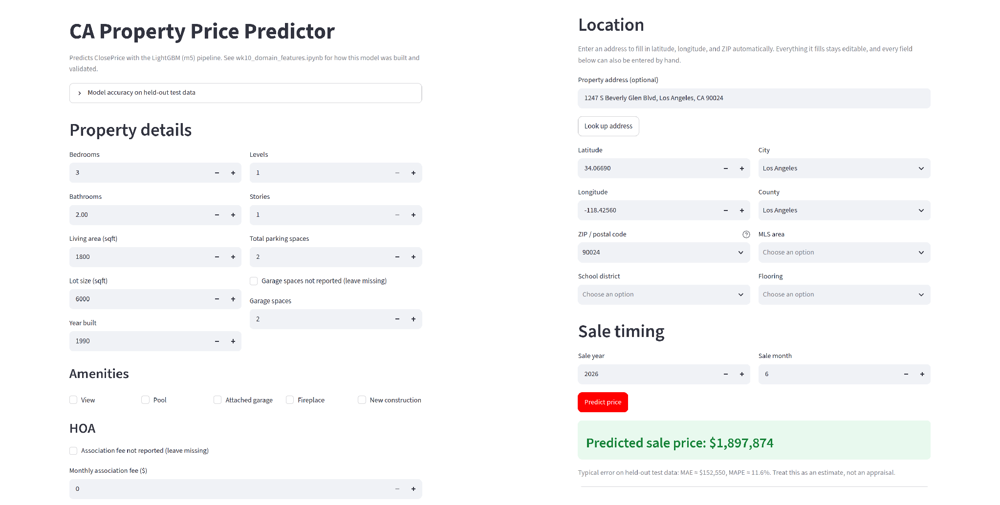 CA Property Price Predictor
Predicts ClosePrice with the LightGBM (m5) pipeline. See wk10_domain_features.ipynb for how this model was built and
validated.
Model accuracy on held-out test data
Property details
Bedrooms
3
Levels
1
Bathrooms
2.00
Stories
1
Living area (sqft)
1800
Total parking spaces
2
Lot size (sqft)
6000
Garage spaces not reported (leave missing)
Garage spaces
2
Year built
1990
Amenities
View
Pool
Attached garage
Fireplace
New construction
HOA
Association fee not reported (leave missing)
Monthly association fee ($)
0
Location
Enter an address to fill in latitude, longitude, and ZIP automatically. Everything it fills stays editable, and every field
below can also be entered by hand.
Property address (optional)
1247 S Beverly Glen Blvd, Los Angeles, CA 90024
Look up address
Latitude
34.06690
City
Los Angeles
Longitude
-118.42560
County
Los Angeles
ZIP / postal code
90024
MLS area
Choose an option
School district
Choose an option
Flooring
Choose an option
Sale timing
Sale year
2026
Sale month
6
Predict price
Predicted sale price: $1,897,874
Typical error on held-out test data: MAE ≈ $152,550, MAPE ≈ 11.6%. Treat this as an estimate, not an appraisal.